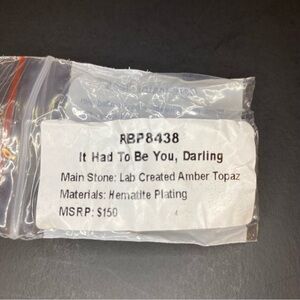 RBP8438
It Had To Be You, Darling
Main Stone: Lab Created Amber Topaz
Materials: Hematite Plating
MSRP: $150